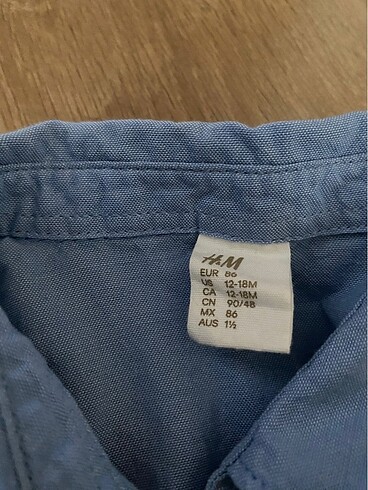 H&M
EUR 86
US 12-18M
CA 12-18M
CN 90/48
MX 86
AUS 1½